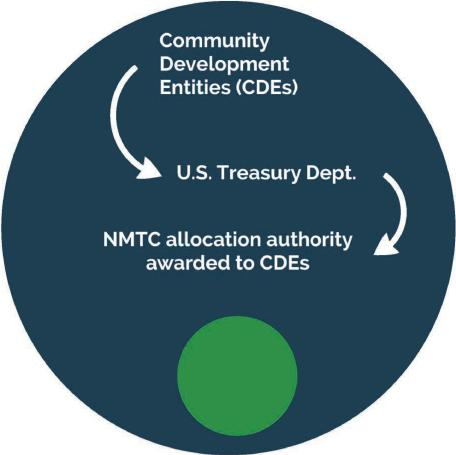 Community
Development
Entities (CDEs)
U.S. Treasury Dept.
NMTC allocation authority
awarded to CDEs